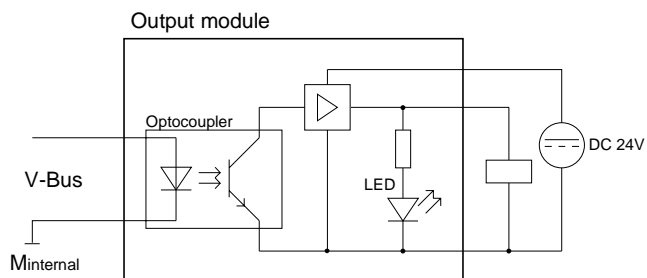 Output module
Optocoupler
DC 24V
V-Bus
LED
Minternal